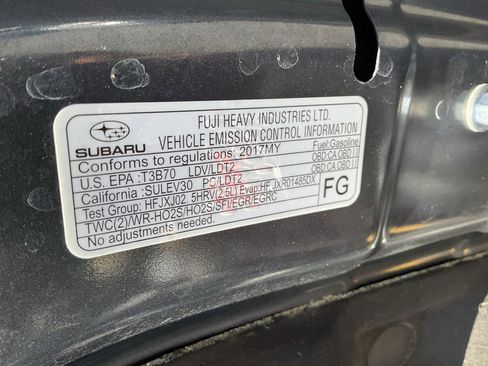 SUBARU
FUJI HEAVY INDUSTRIES LTD.
VEHICLE EMISSION CONTROL INFORMATION
Conforms to regulations: 2017MY Fuel:Gasoline
U.S. EPA : T3B70 LDV/LDT2 OBD:CA OBD II
California : SULEV30 PC/LDT2 OBD:CA OBD II
Test Group: HFJXJ02.5HRV(2.5L) Evap:HFJXR01485DX
TWC(2)/WR-HO2S/HO2S/SFI/EGR/EGRC
No adjustments needed.
FG